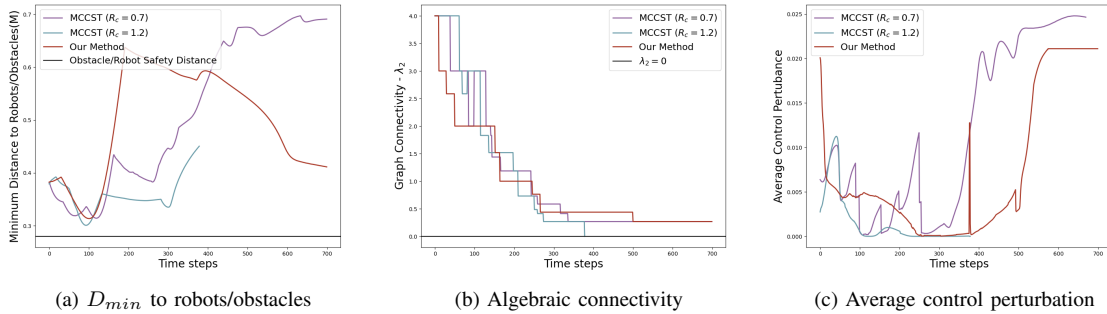 Minimum Distance to Robots/Obstacles(M)
0.7
0.6
0.5
0.4
0.3
MCCST (R_c = 0.7)
MCCST (R_c = 1.2)
Our Method
Obstacle/Robot Safety Distance
0 100 200 300 400 500 600 700
Time steps
(a) D_min to robots/obstacles
Graph Connectivity - λ₂
4.0
3.5
3.0
2.5
2.0
1.5
1.0
0.5
0.0
MCCST (R_c = 0.7)
MCCST (R_c = 1.2)
Our Method
λ₂ = 0
0 100 200 300 400 500 600 700
Time steps
(b) Algebraic connectivity
Average Control Pertubance
0.025
0.020
0.015
0.010
0.005
0.000
MCCST (R_c = 0.7)
MCCST (R_c = 1.2)
Our Method
0 100 200 300 400 500 600 700
Time steps
(c) Average control perturbation